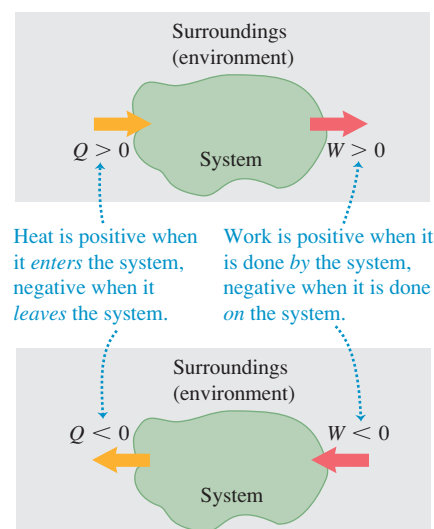 Surroundings
(environment)
Q > 0
System
W > 0
Heat is positive when
it enters the system,
negative when it
leaves the system.
Work is positive when it
is done by the system,
negative when it is done
on the system.
Surroundings
(environment)
Q < 0
W < 0
System